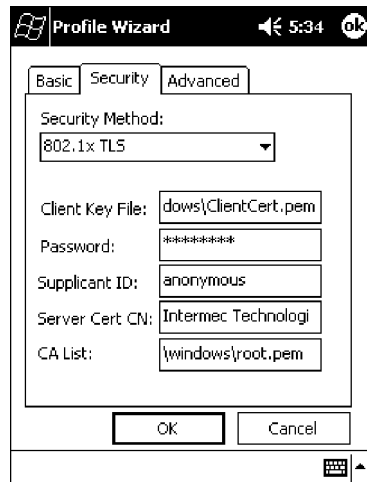 Profile Wizard 5:34 ok
Basic Security Advanced
Security Method:
802.1x TLS
Client Key File: dows\ClientCert.pem
Password: ********
Supplicant ID: anonymous
Server Cert CN: Intermec Technologi
CA List: \windows\root.pem
OK Cancel